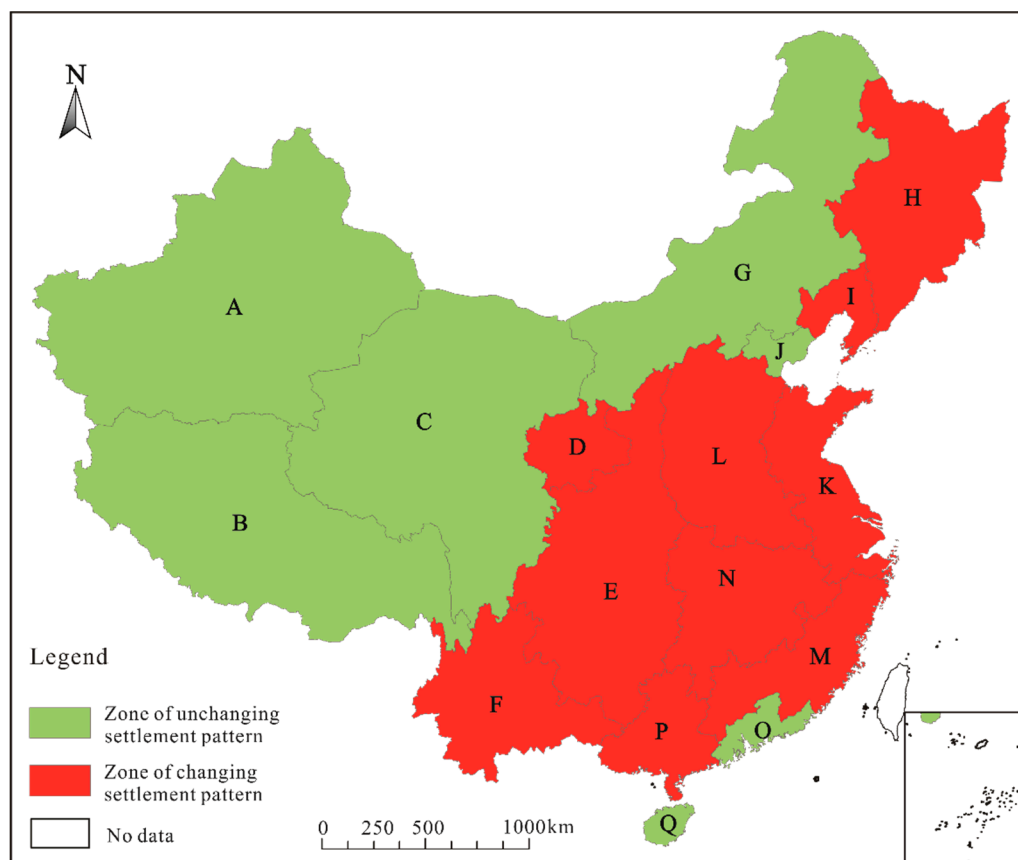 N
H
G
I
A
J
C
D
L
K
B
E
N
M
F
P
O
Q
Legend
Zone of unchanging
settlement pattern
Zone of changing
settlement pattern
No data
0 250 500 1000km